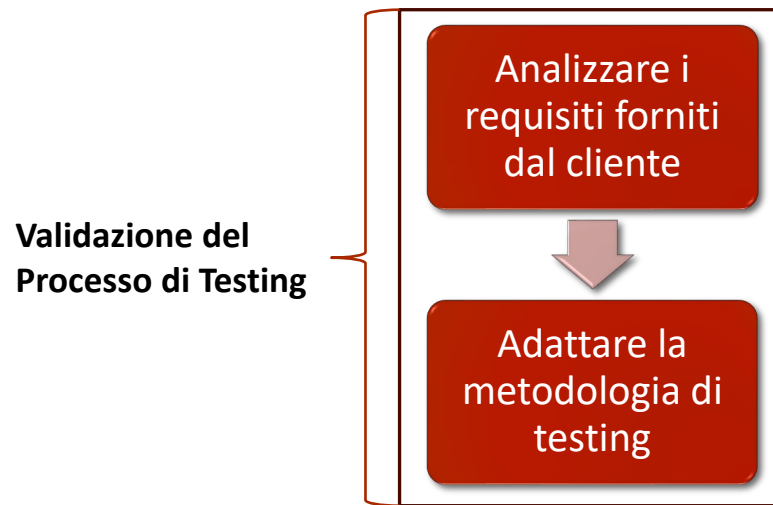 Analizzare i
requisiti forniti
dal cliente
Validazione del
Processo di Testing
Adattare la
metodologia di
testing